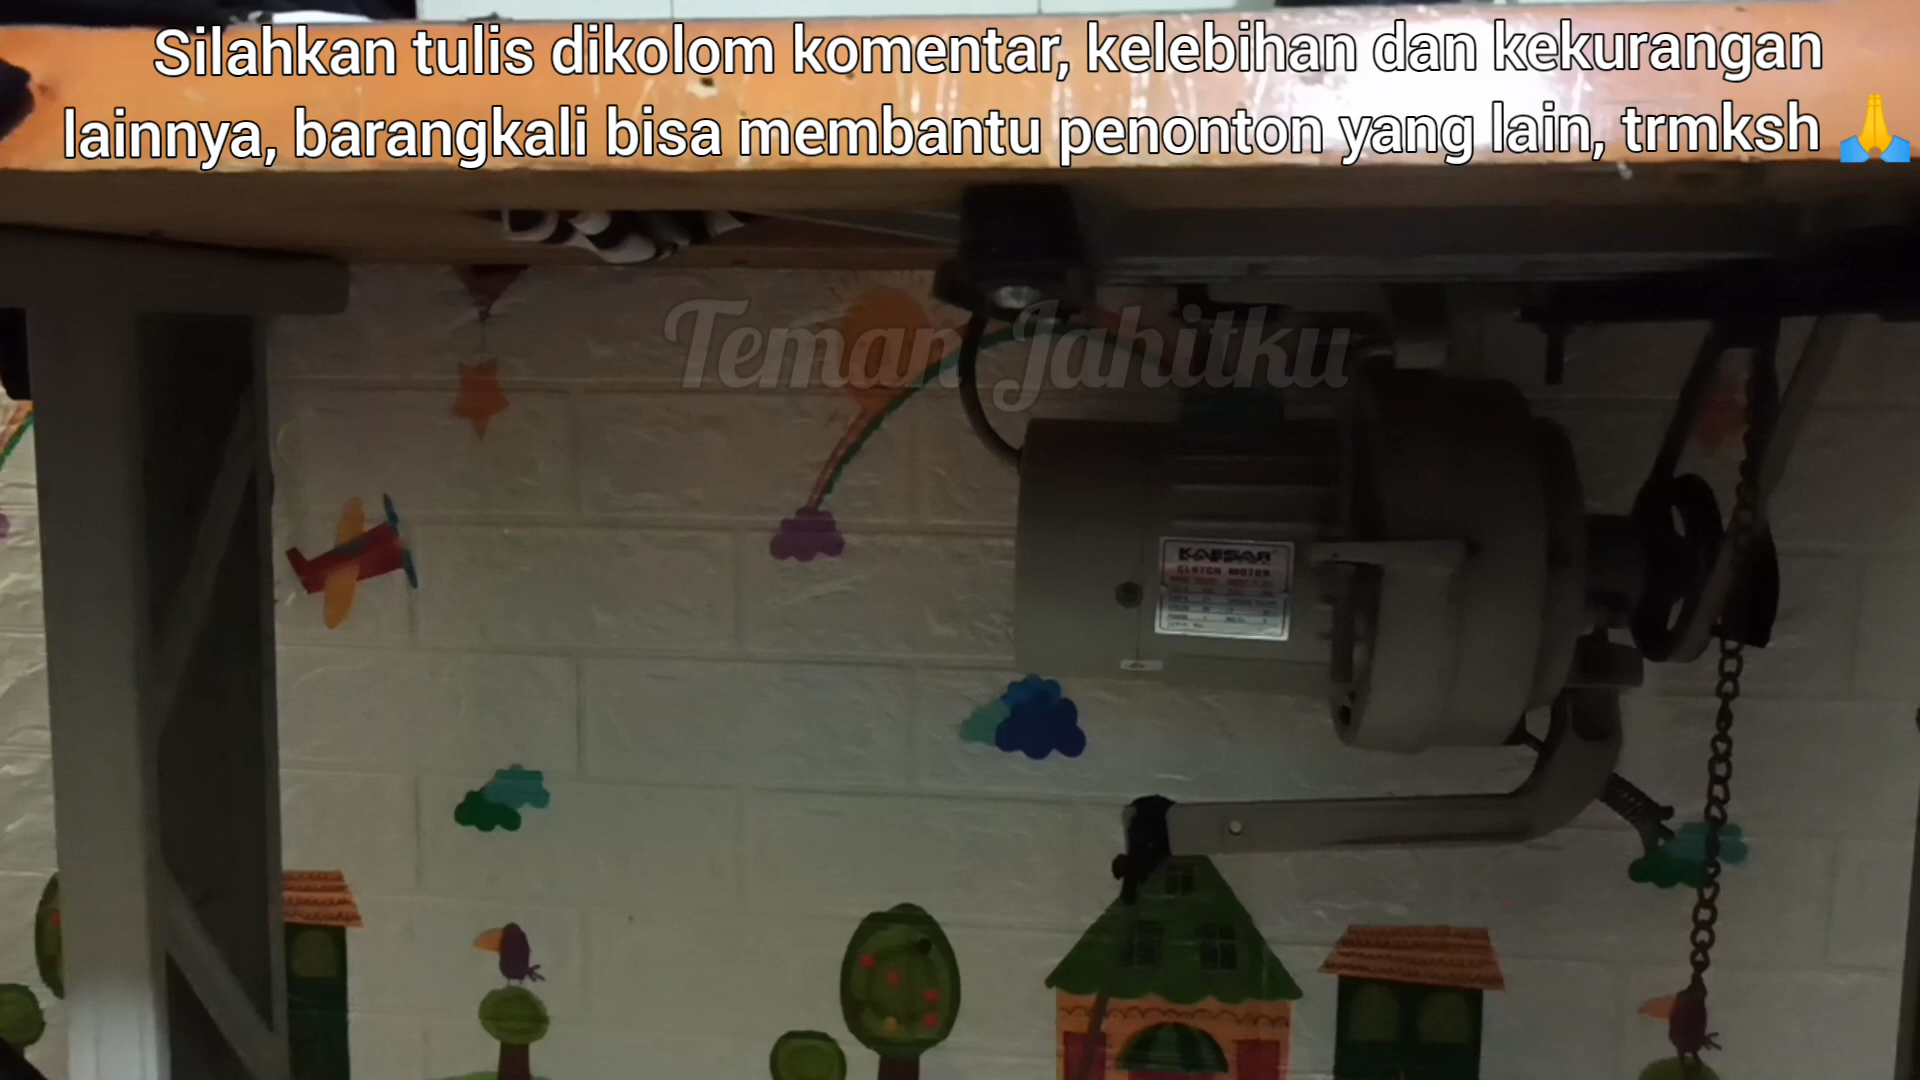 Silahkan tulis dikolom komentar, kelebihan dan kekurangan
lainnya, barangkali bisa membantu penonton yang lain, trmksh 🙏
Teman Jahitku
KAESAR
CLUTCH MOTOR